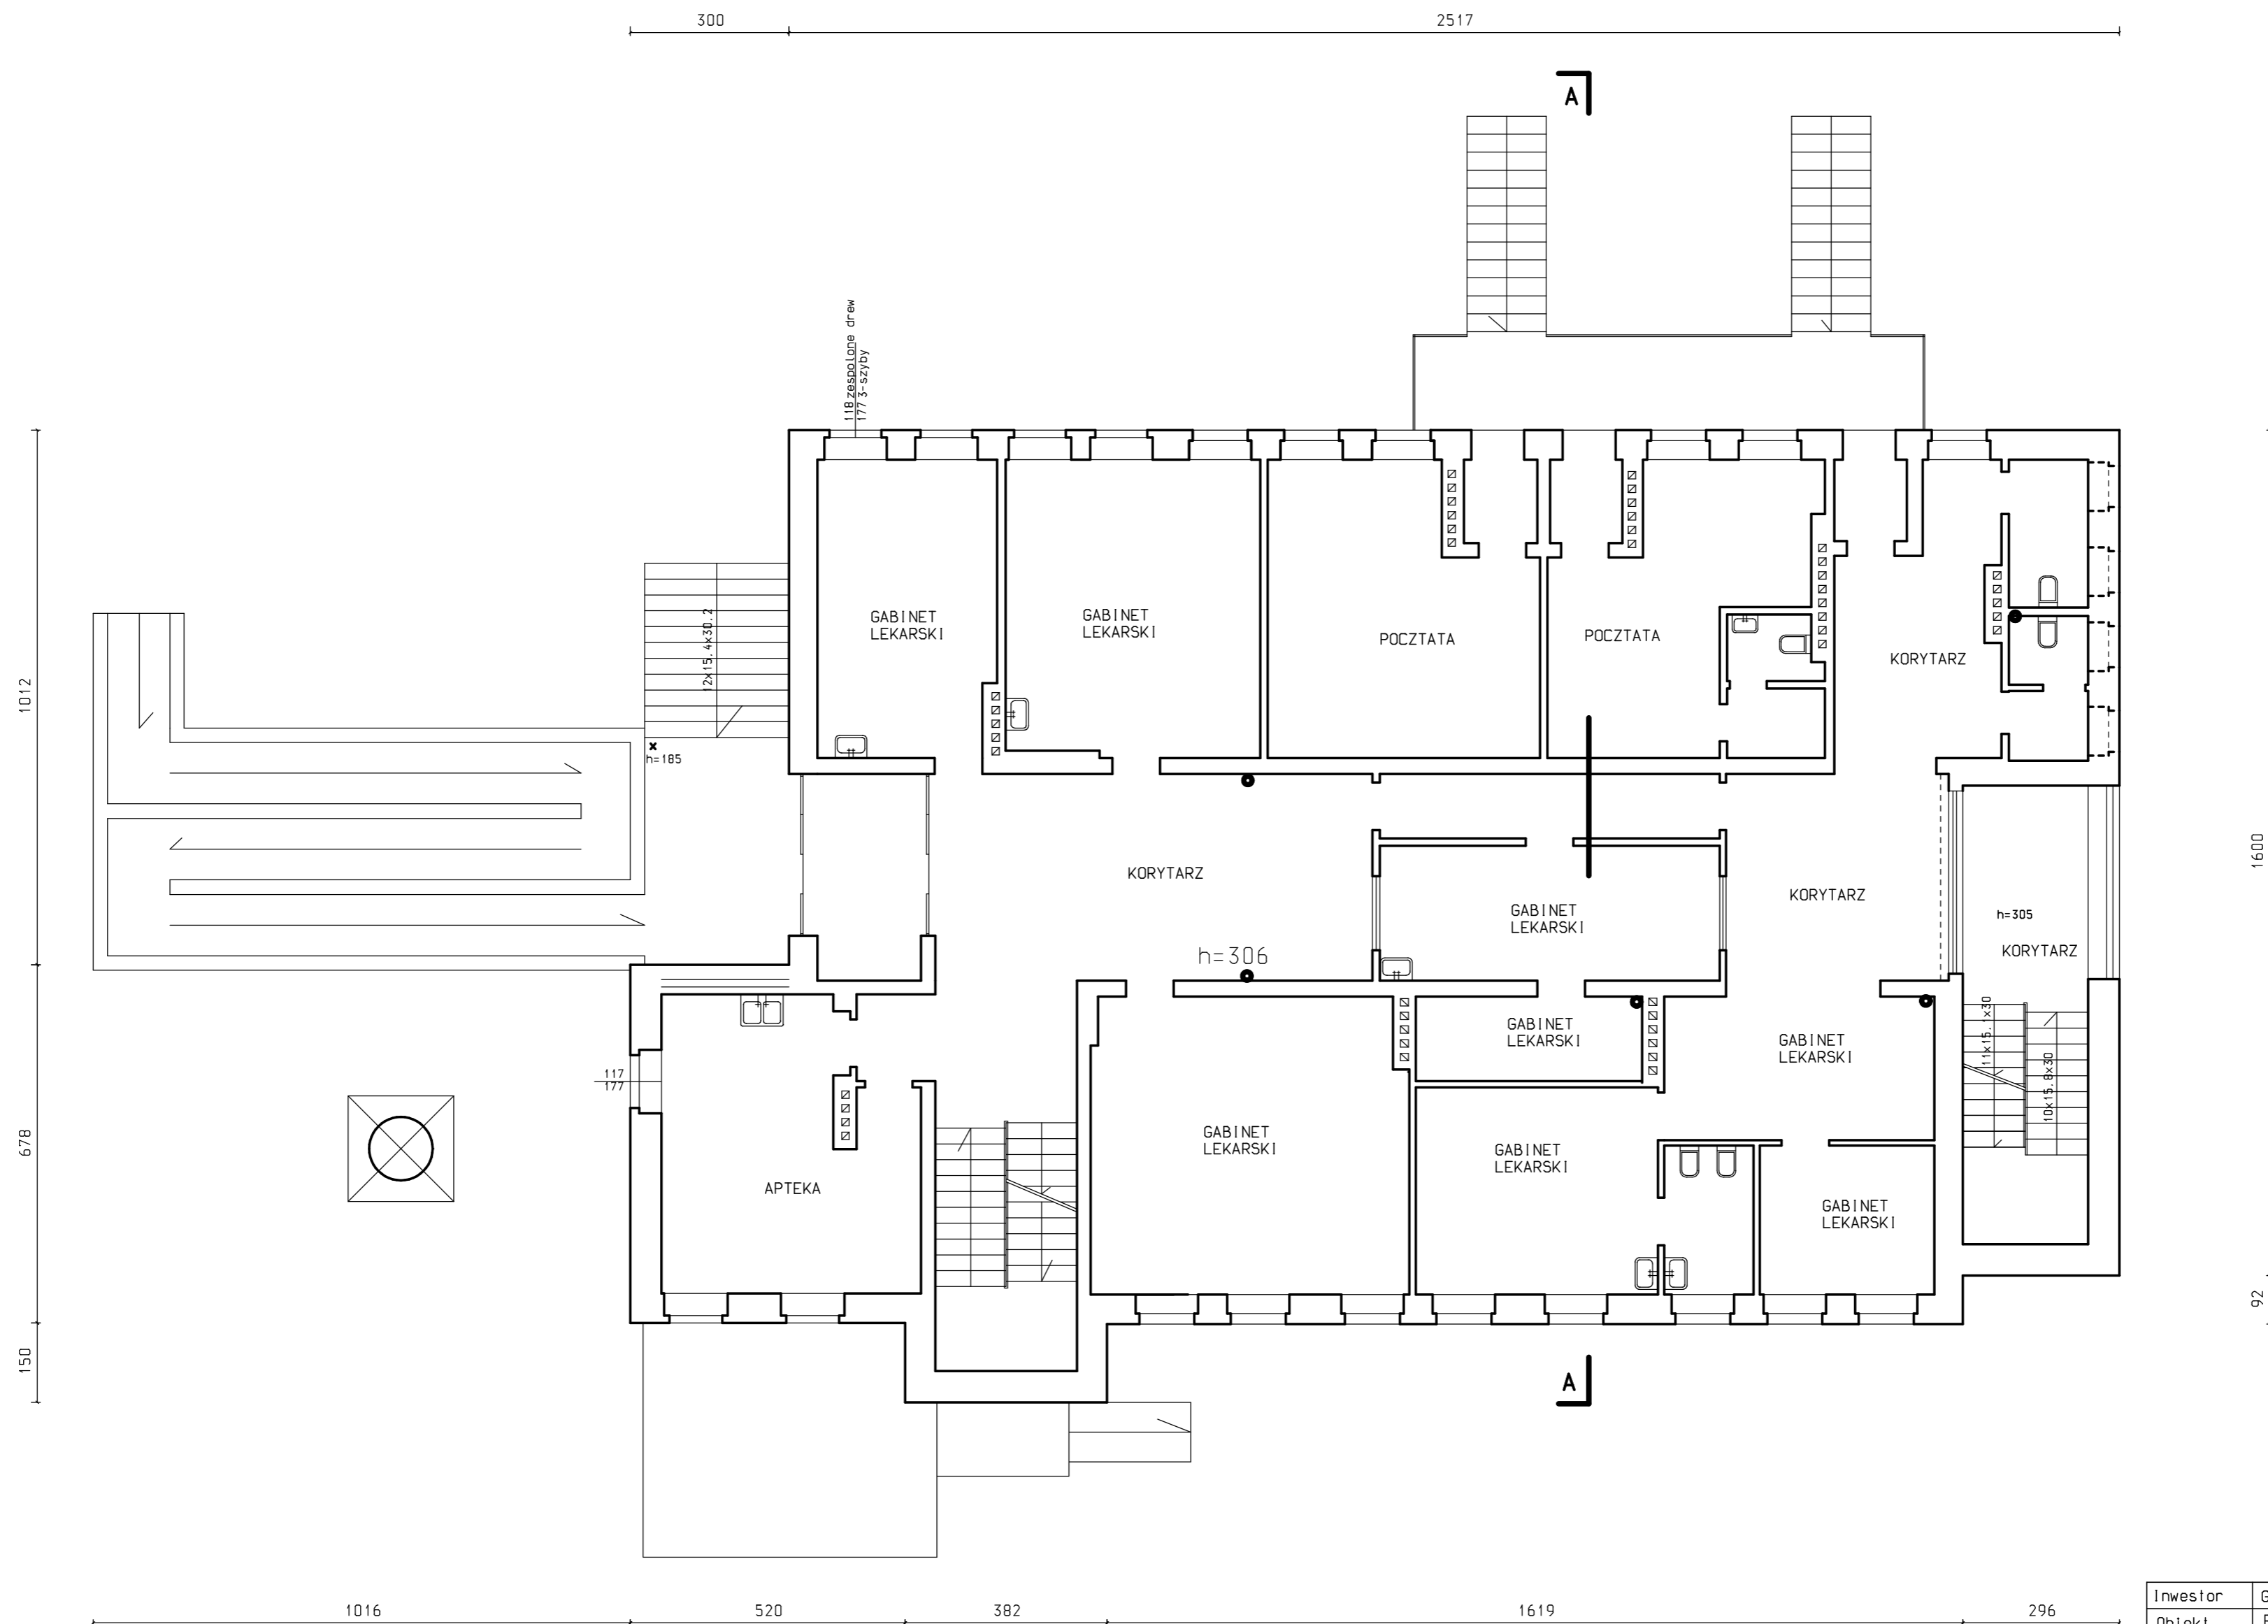 300
2517
A
118 zespolone drew
177 3-szyby
12x15.4x30.2
h=185
GABINET
LEKARSKI
GABINET
LEKARSKI
POCZTATA
POCZTATA
KORYTARZ
1012
1600
KORYTARZ
GABINET
LEKARSKI
KORYTARZ
h=305
KORYTARZ
h=306
GABINET
LEKARSKI
GABINET
LEKARSKI
11x15.1x30
10x15.8x30
117
177
678
GABINET
LEKARSKI
GABINET
LEKARSKI
APTEKA
GABINET
LEKARSKI
92
150
A
1016
520
382
1619
296
Inwestor
Obiekt